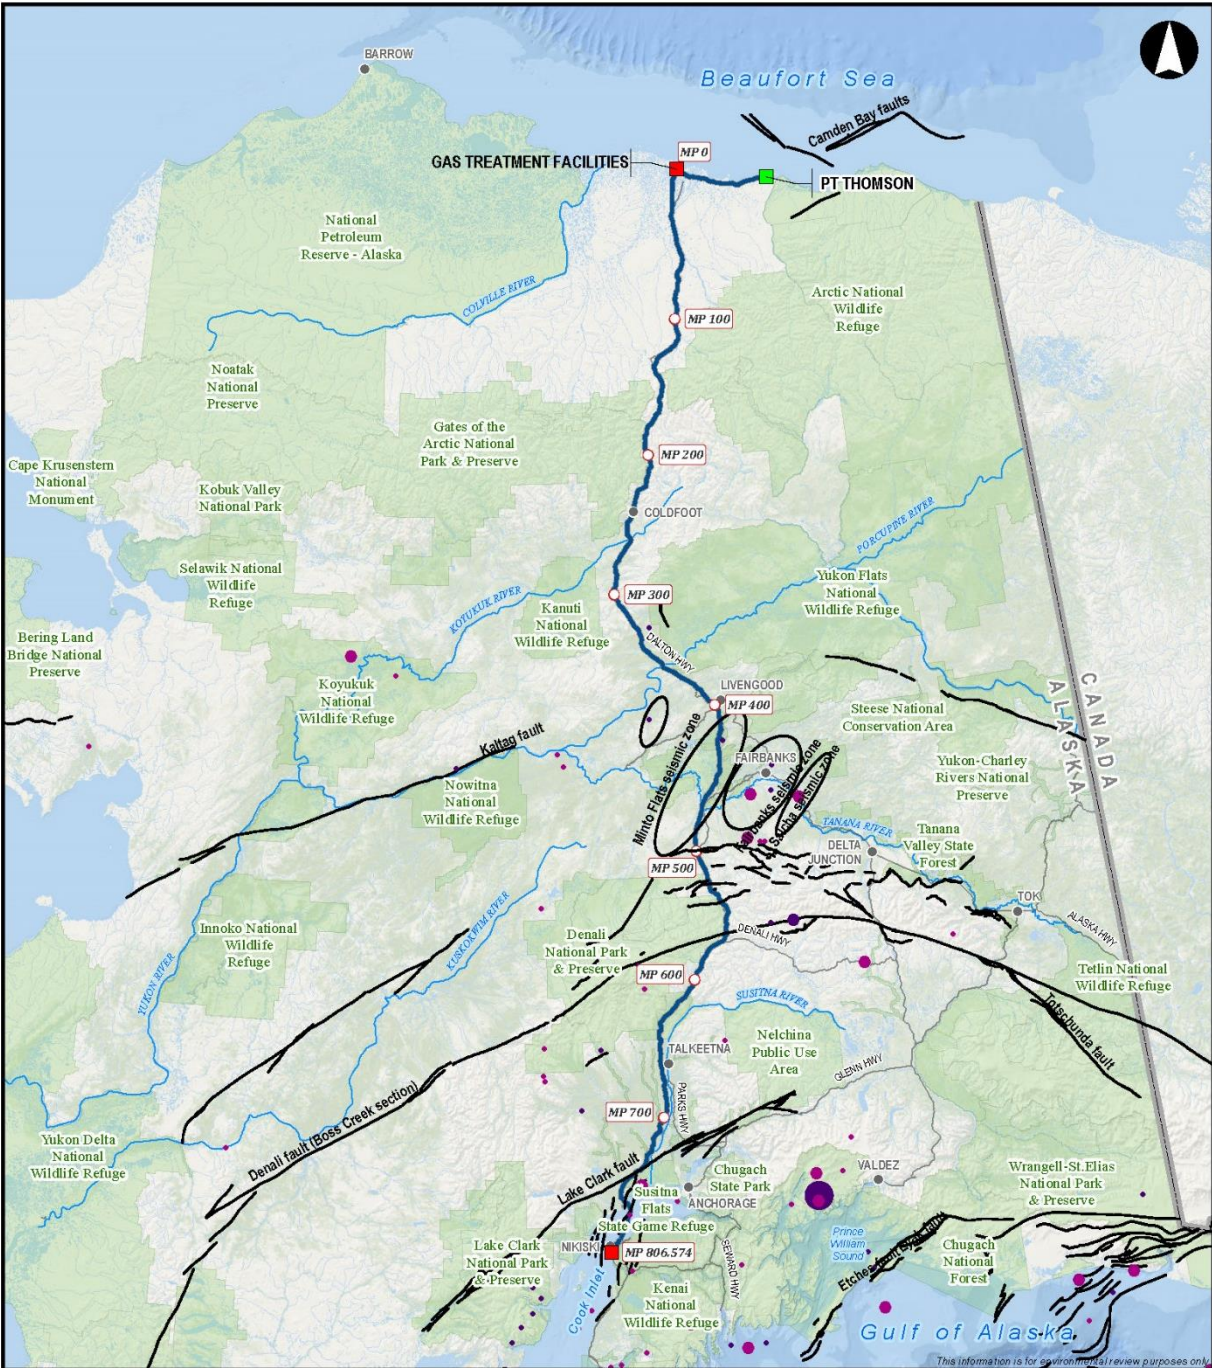 BARROW
Beaufort Sea
Camden Bay faults
MP 0
GAS TREATMENT FACILITIES
PT THOMSON
National
Petroleum
Reserve - Alaska
COLVILLE RIVER
Arctic National
Wildlife
Refuge
MP 100
Noatak
National
Preserve
Gates of the
Arctic National
Park & Preserve
MP 200
Cape Krusenstern
National
Monument
Kobuk Valley
National Park
COLDFOOT
PORCUPINE RIVER
Selawik National
Wildlife
Refuge
Yukon Flats
National
Wildlife Refuge
MP 300
KOYUKUK RIVER
Kanuti
National
Wildlife Refuge
Bering Land
Bridge National
Preserve
DALTON HWY
Koyukuk
National
Wildlife Refuge
LIVENGOOD
MP 400
Steese National
Conservation Area
CANADA
ALASKA
Kaltag fault
Minto Flats seismic zone
FAIRBANKS
Fairbanks seismic zone
Salcha seismic zone
Yukon-Charley
Rivers National
Preserve
Nowitna
National
Wildlife Refuge
TANANA RIVER
Tanana
Valley State
Forest
DELTA
JUNCTION
MP 500
TOK
ALASKA HWY
Innoko National
Wildlife
Refuge
KUSKOKWIM RIVER
Denali
National Park
& Preserve
DENALI HWY
YUKON RIVER
MP 600
Tetlin National
Wildlife Refuge
SUSITNA RIVER
Totschunda fault
Nelchina
Public Use
Area
TALKEETNA
GLENN HWY
PARKS HWY
MP 700
Denali fault (Boss Creek section)
Yukon Delta
National
Wildlife Refuge
Lake Clark fault
Chugach
State Park
VALDEZ
Wrangell-St.Elias
National Park
& Preserve
ANCHORAGE
Susitna
Flats
State Game Refuge
Prince
William
Sound
NIKISKI
MP 806.574
Lake Clark
National Park
& Preserve
SEWARD HWY
Chugach
National
Forest
Cook Inlet
Kenai
National
Wildlife Refuge
Gulf of Alaska
This information is for environmental review purposes only